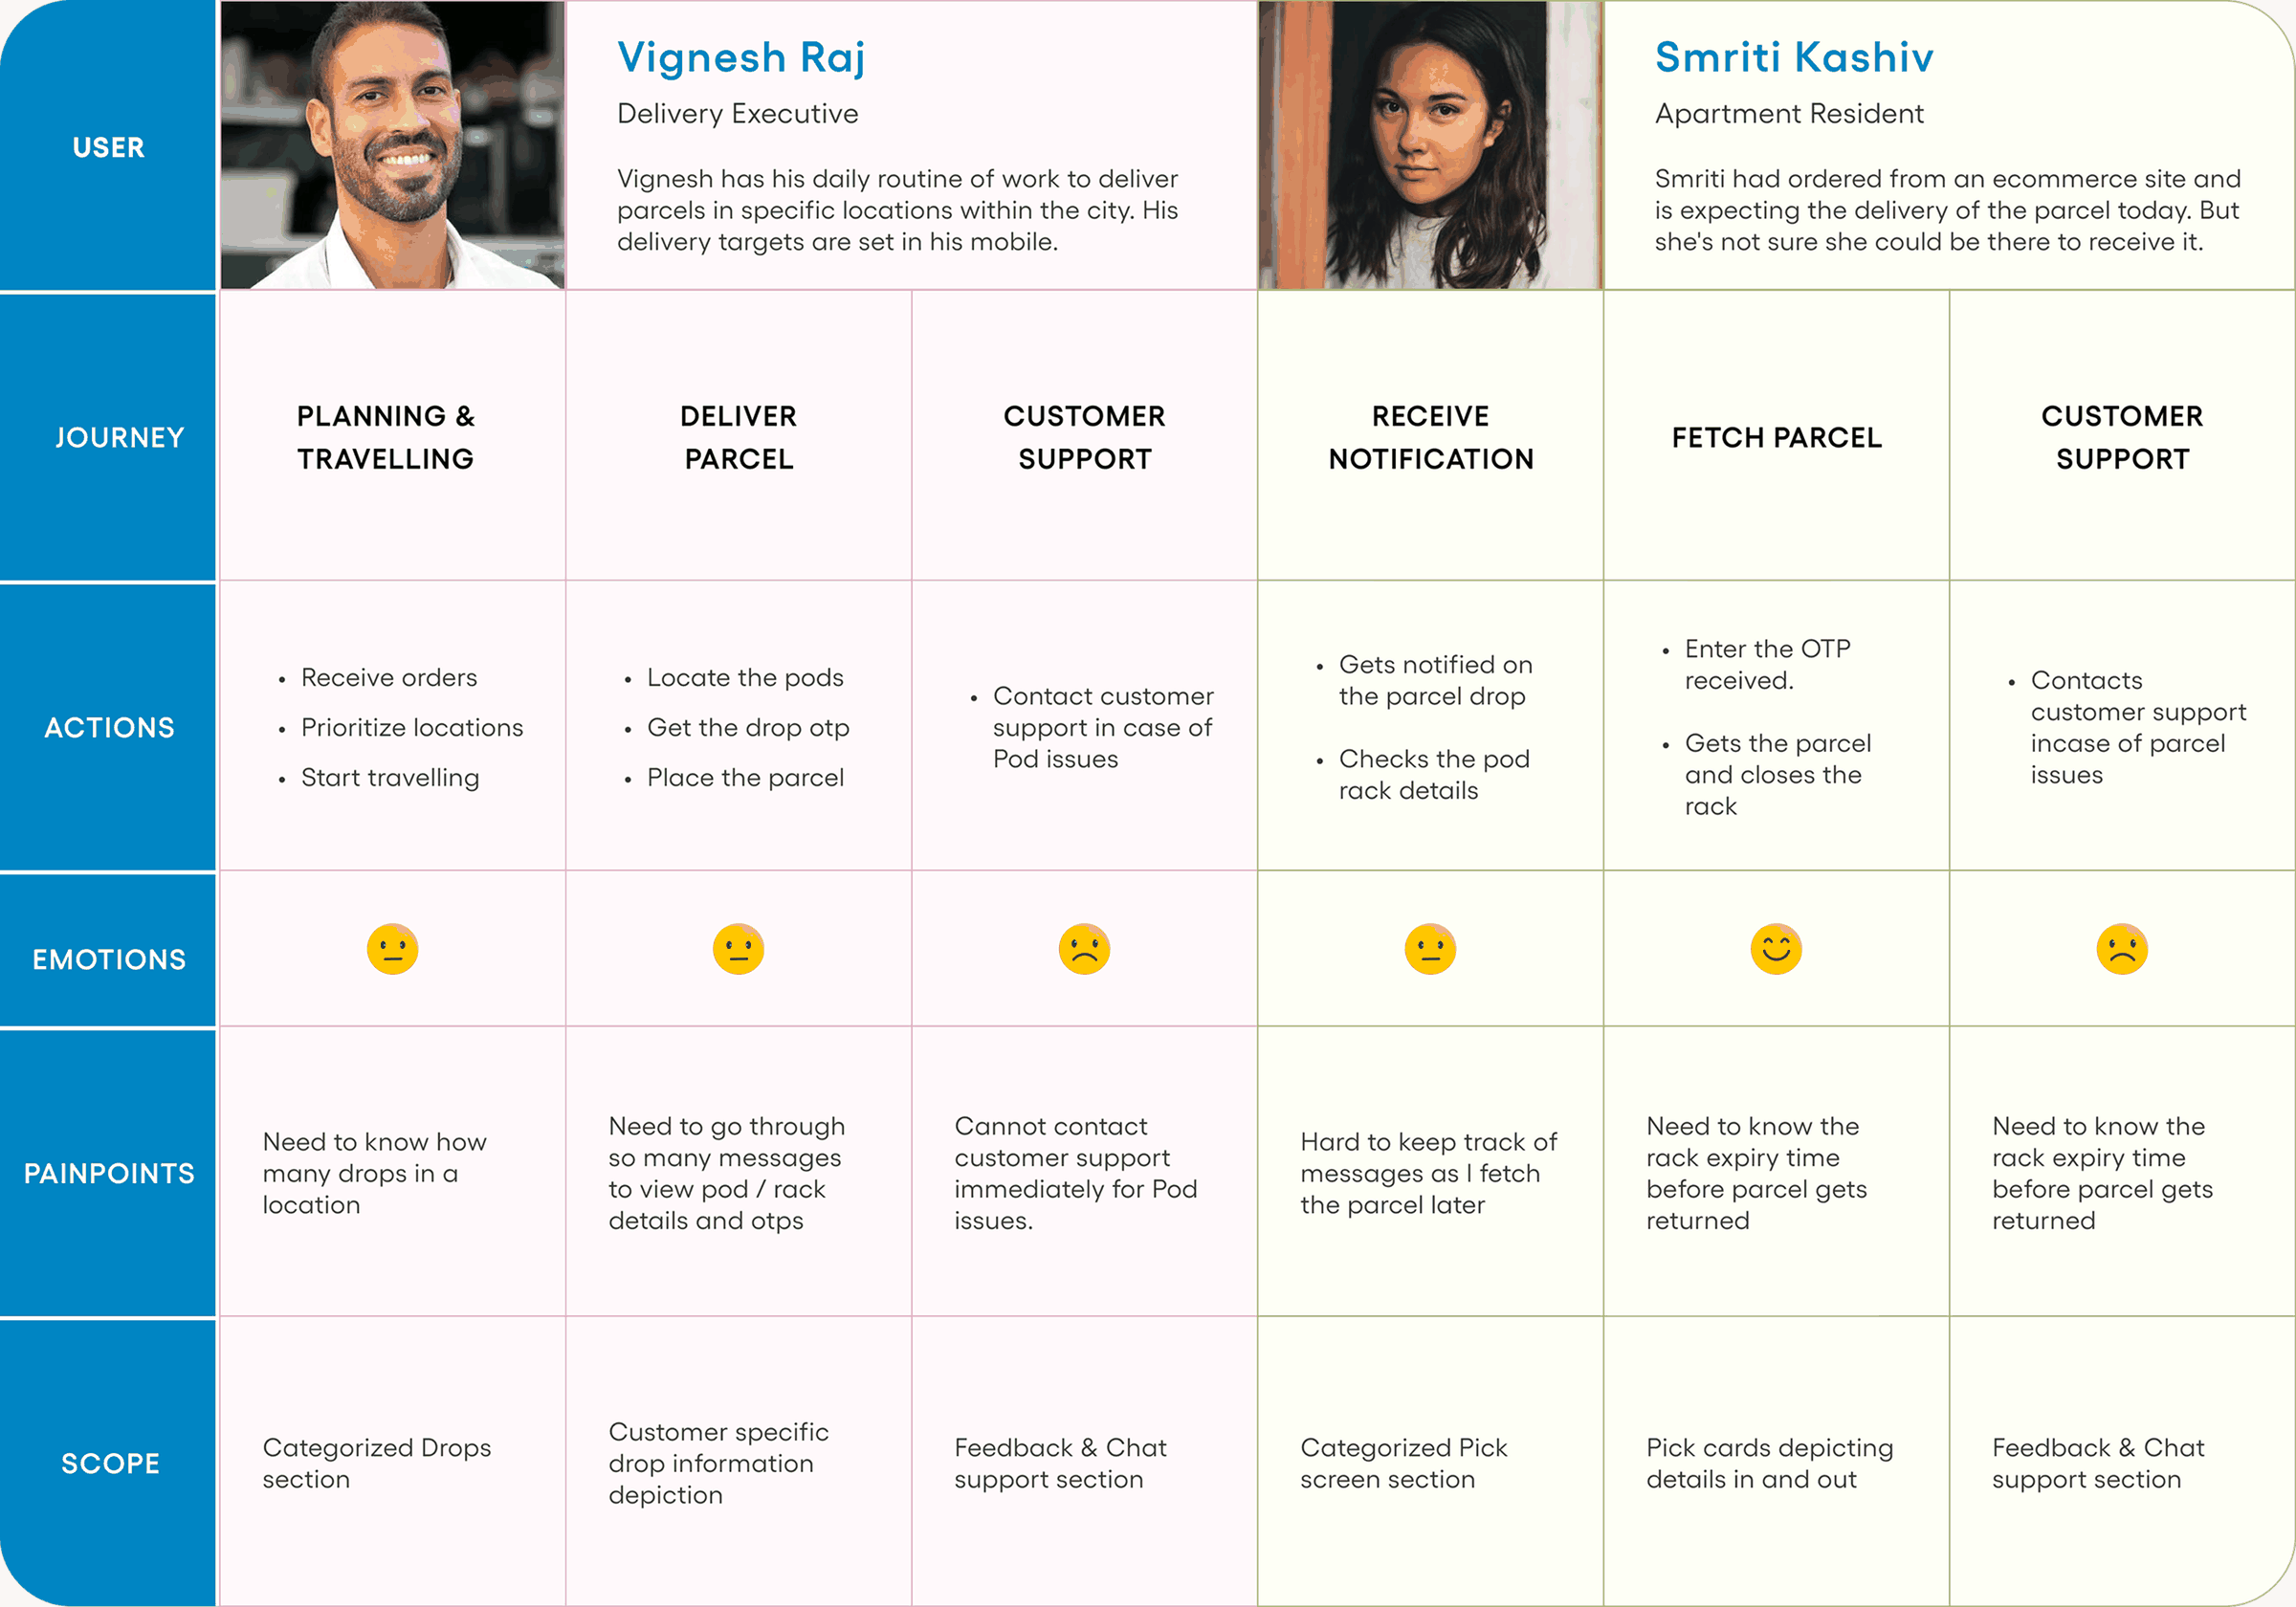 USER
Vignesh Raj
Delivery Executive
Vignesh has his daily routine of work to deliver
parcels in specific locations within the city. His
delivery targets are set in his mobile.
Smriti Kashiv
Apartment Resident
Smriti had ordered from an ecommerce site and
is expecting the delivery of the parcel today. But
she's not sure she could be there to receive it.
JOURNEY
PLANNING &
TRAVELLING
DELIVER
PARCEL
CUSTOMER
SUPPORT
RECEIVE
NOTIFICATION
FETCH PARCEL
CUSTOMER
SUPPORT
ACTIONS
• Receive orders
• Prioritize locations
• Start travelling
• Locate the pods
• Get the drop otp
• Place the parcel
• Contact customer
support in case of
Pod issues
• Gets notified on
the parcel drop
• Checks the pod
rack details
• Enter the OTP
received.
• Gets the parcel
and closes the
rack
• Contacts
customer support
incase of parcel
issues
EMOTIONS
PAINPOINTS
Need to know how
many drops in a
location
Need to go through
so many messages
to view pod / rack
details and otps
Cannot contact
customer support
immediately for Pod
issues.
Hard to keep track of
messages as I fetch
the parcel later
Need to know the
rack expiry time
before parcel gets
returned
Need to know the
rack expiry time
before parcel gets
returned
SCOPE
Categorized Drops
section
Customer specific
drop information
depiction
Feedback & Chat
support section
Categorized Pick
screen section
Pick cards depicting
details in and out
Feedback & Chat
support section